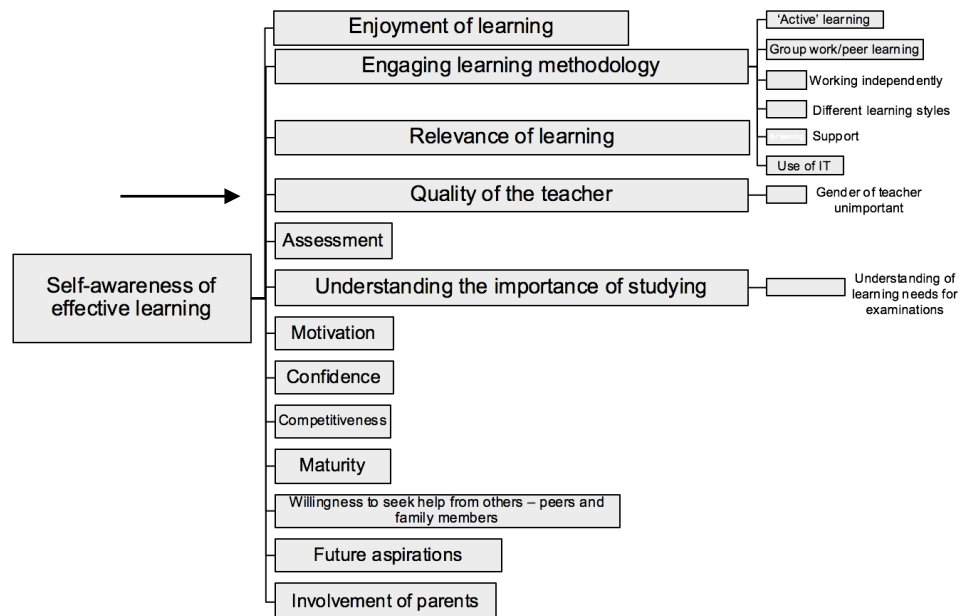 Enjoyment of learning
Engaging learning methodology
Relevance of learning
Quality of the teacher
Assessment
Self-awareness of
effective learning
Understanding the importance of studying
Motivation
Confidence
Competitiveness
Maturity
Willingness to seek help from others – peers and
family members
Future aspirations
Involvement of parents
‘Active’ learning
Group work/peer learning
Working independently
Different learning styles
Support
Use of IT
Gender of teacher
unimportant
Understanding of
learning needs for
examinations